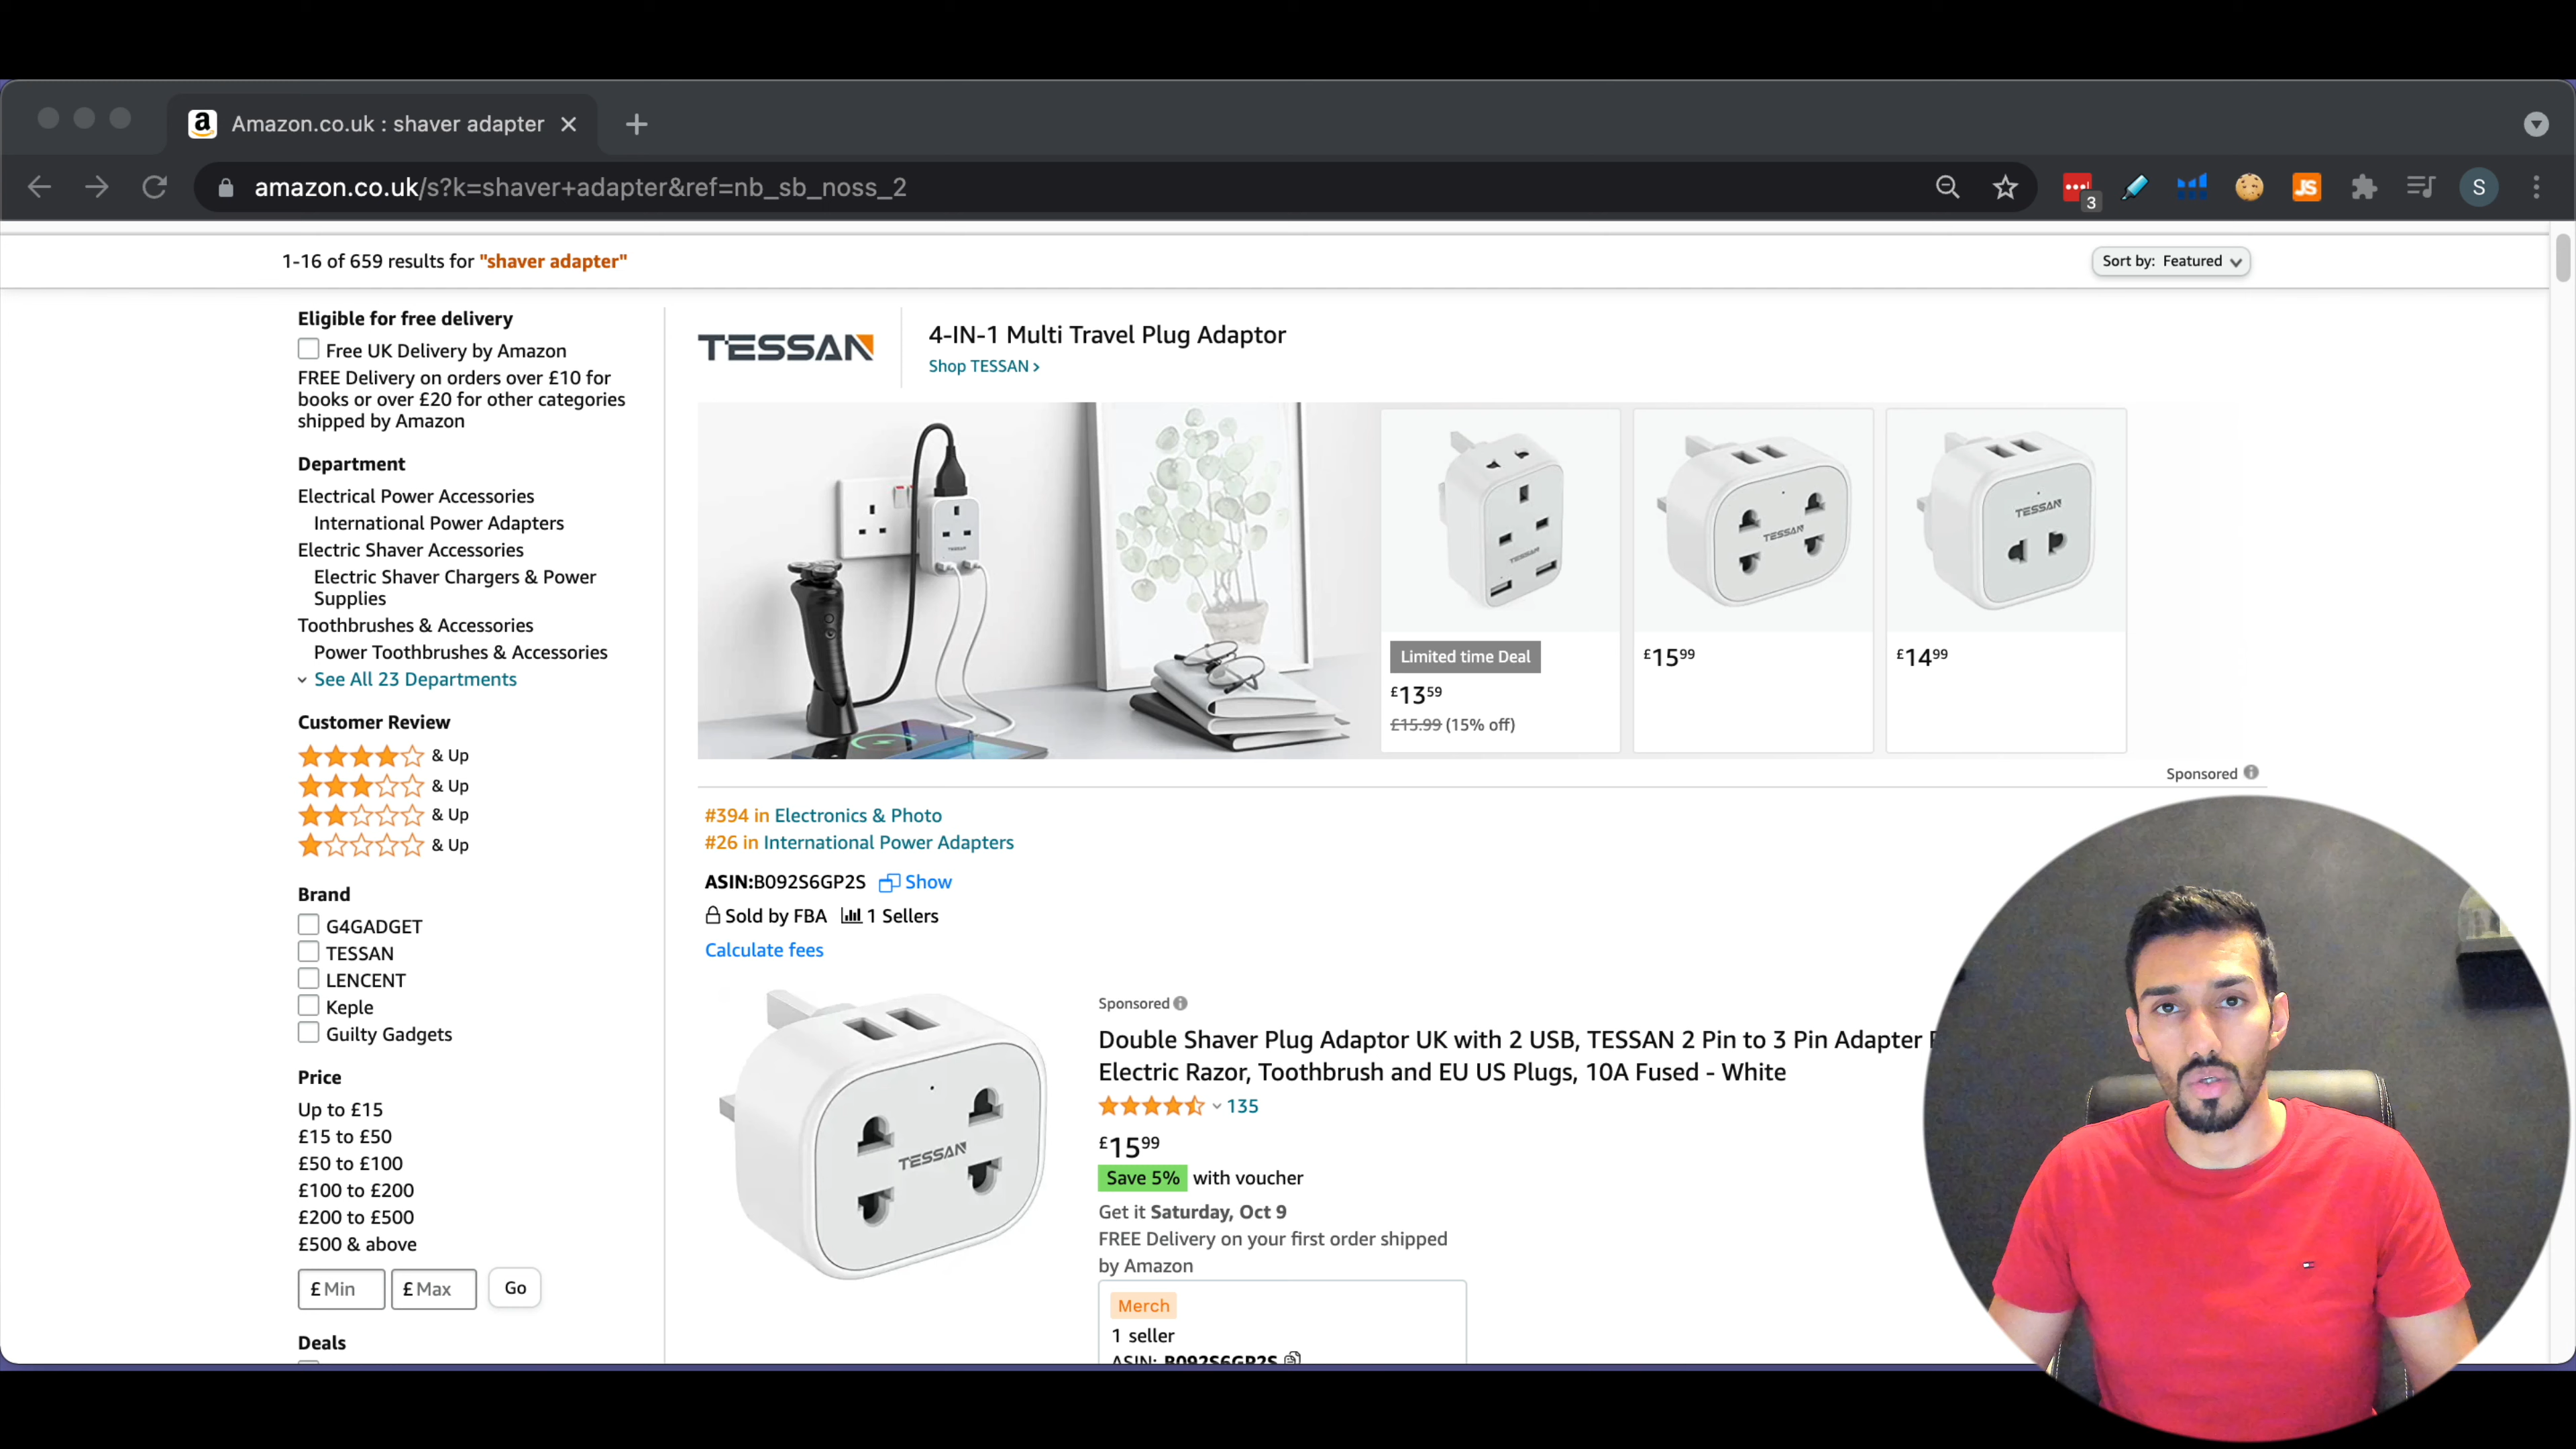 Amazon.co.uk : shaver adapter
amazon.co.uk/s?k=shaver+adapter&ref=nb_sb_noss_2
3
JS
S
1-16 of 659 results for "shaver adapter"
Sort by: Featured
Eligible for free delivery
Free UK Delivery by Amazon
FREE Delivery on orders over £10 for
books or over £20 for other categories
shipped by Amazon
Department
Electrical Power Accessories
International Power Adapters
Electric Shaver Accessories
Electric Shaver Chargers & Power
Supplies
Toothbrushes & Accessories
Power Toothbrushes & Accessories
See All 23 Departments
Customer Review
& Up
& Up
& Up
& Up
Brand
G4GADGET
TESSAN
LENCENT
Keple
Guilty Gadgets
Price
Up to £15
£15 to £50
£50 to £100
£100 to £200
£200 to £500
£500 & above
£ Min £ Max Go
Deals
TESSAN
4-IN-1 Multi Travel Plug Adaptor
Shop TESSAN ›
TESSAN
TESSAN
TESSAN
Limited time Deal
£13.59
£15.99 (15% off)
£15.99
£14.99
Sponsored
#394 in Electronics & Photo
#26 in International Power Adapters
ASIN:B092S6GP2S Show
Sold by FBA 1 Sellers
Calculate fees
TESSAN
Sponsored
Double Shaver Plug Adaptor UK with 2 USB, TESSAN 2 Pin to 3 Pin Adapter
Electric Razor, Toothbrush and EU US Plugs, 10A Fused - White
135
£15.99
Save 5% with voucher
Get it Saturday, Oct 9
FREE Delivery on your first order shipped
by Amazon
Merch
1 seller
ASIN: B092S6GP2S